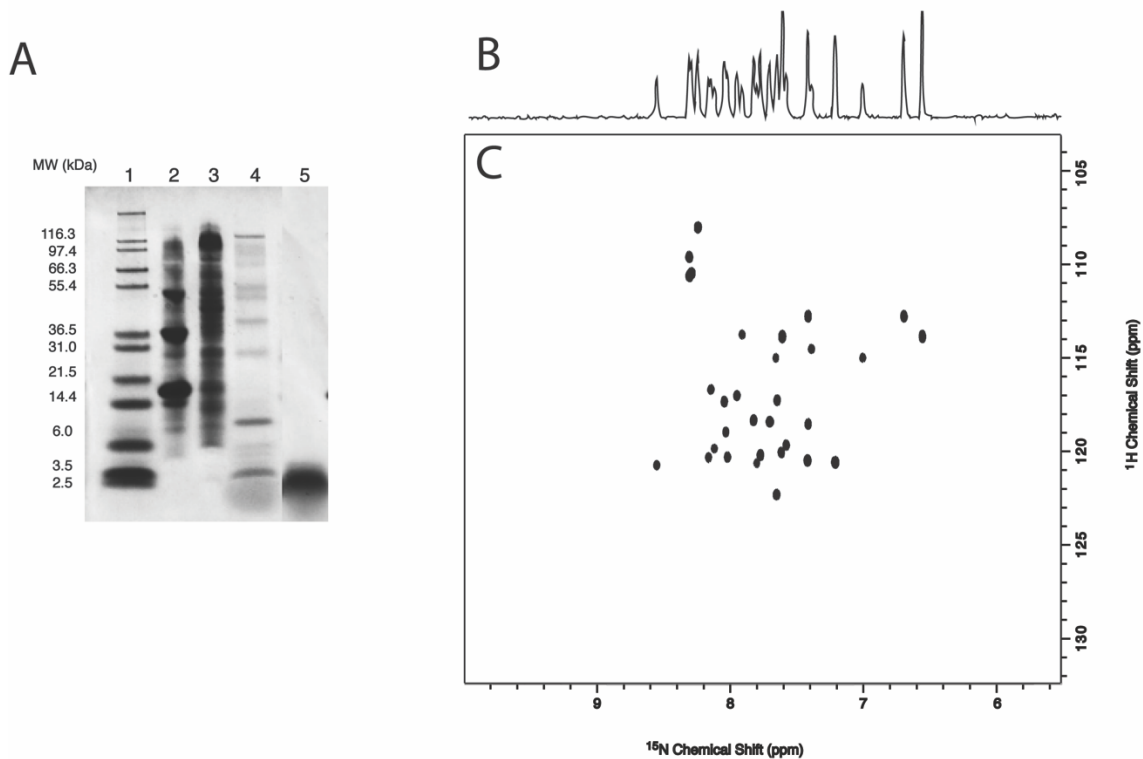 A
MW (kDa)
1 2 3 4 5
116.3
97.4
66.3
55.4
36.5
31.0
21.5
14.4
6.0
3.5
2.5
B
C
105
110
115
120
125
130
¹H Chemical Shift (ppm)
9 8 7 6
¹⁵N Chemical Shift (ppm)